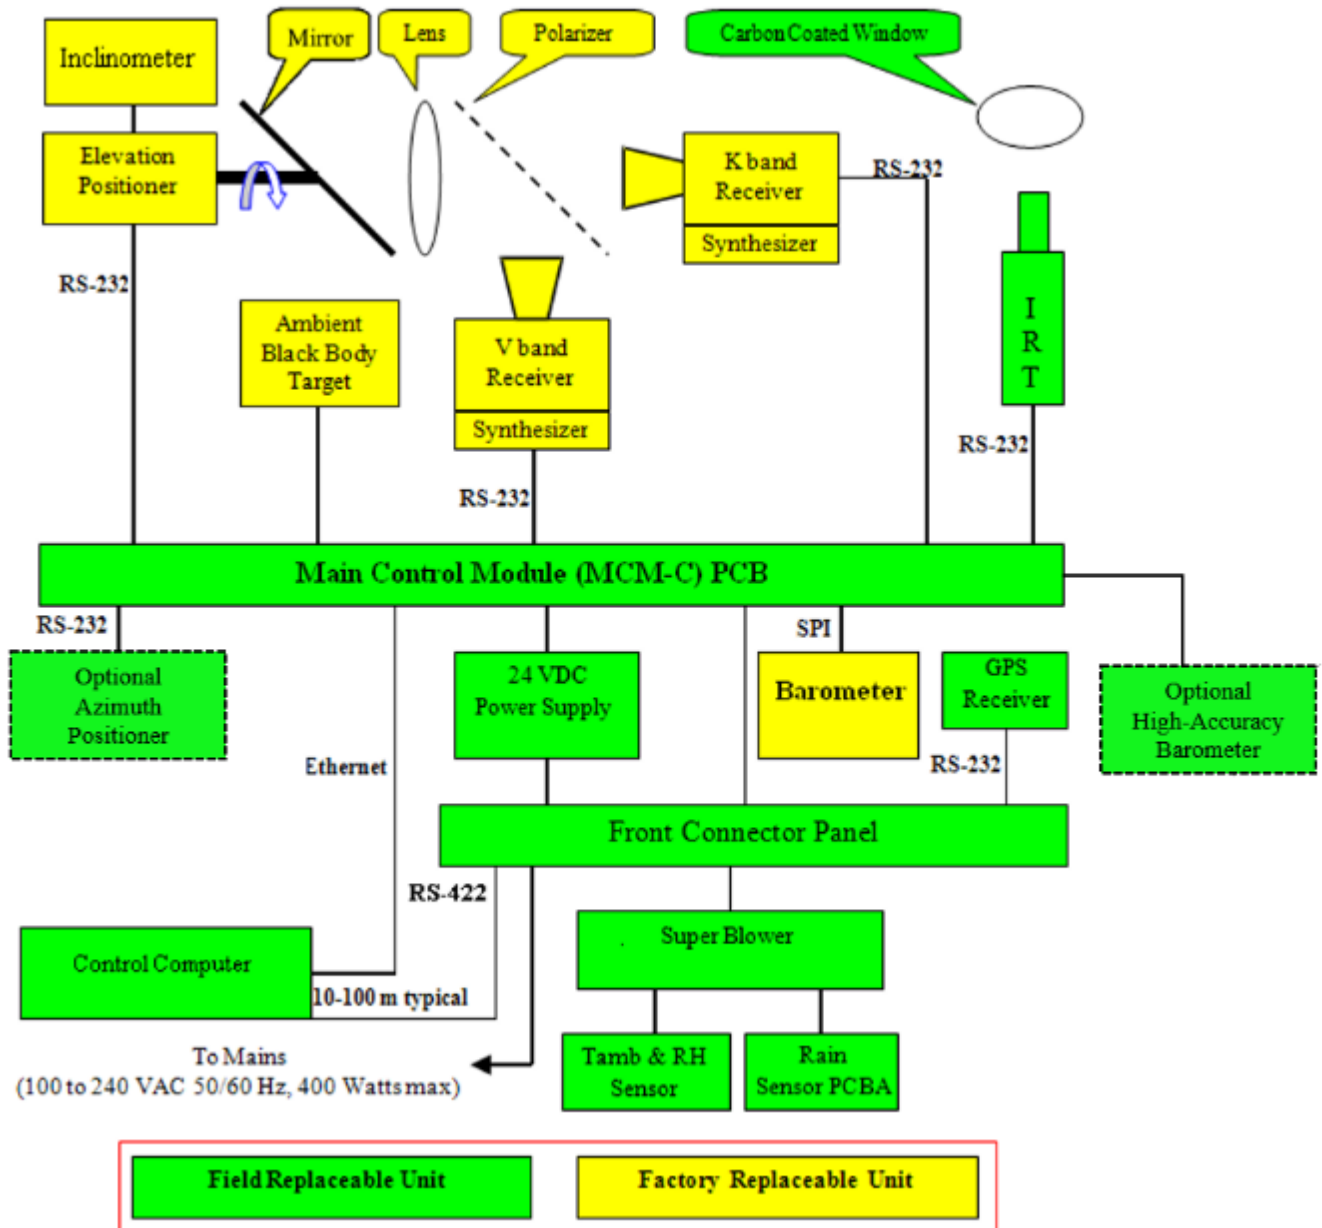 Inclinometer
Mirror
Lens
Polarizer
Carbon Coated Window
Elevation
Positioner
K band
Receiver
Synthesizer
RS-232
RS-232
Ambient
Black Body
Target
V band
Receiver
Synthesizer
I
R
T
RS-232
RS-232
Main Control Module (MCM-C) PCB
RS-232
SPI
Optional
Azimuth
Positioner
24 VDC
Power Supply
Barometer
GPS
Receiver
Optional
High-Accuracy
Barometer
Ethernet
RS-232
Front Connector Panel
RS-422
Super Blower
Control Computer
10-100 m typical
To Mains
(100 to 240 VAC 50/60 Hz, 400 Watts max)
Tamb & RH
Sensor
Rain
Sensor PCBA
Field Replaceable Unit
Factory Replaceable Unit